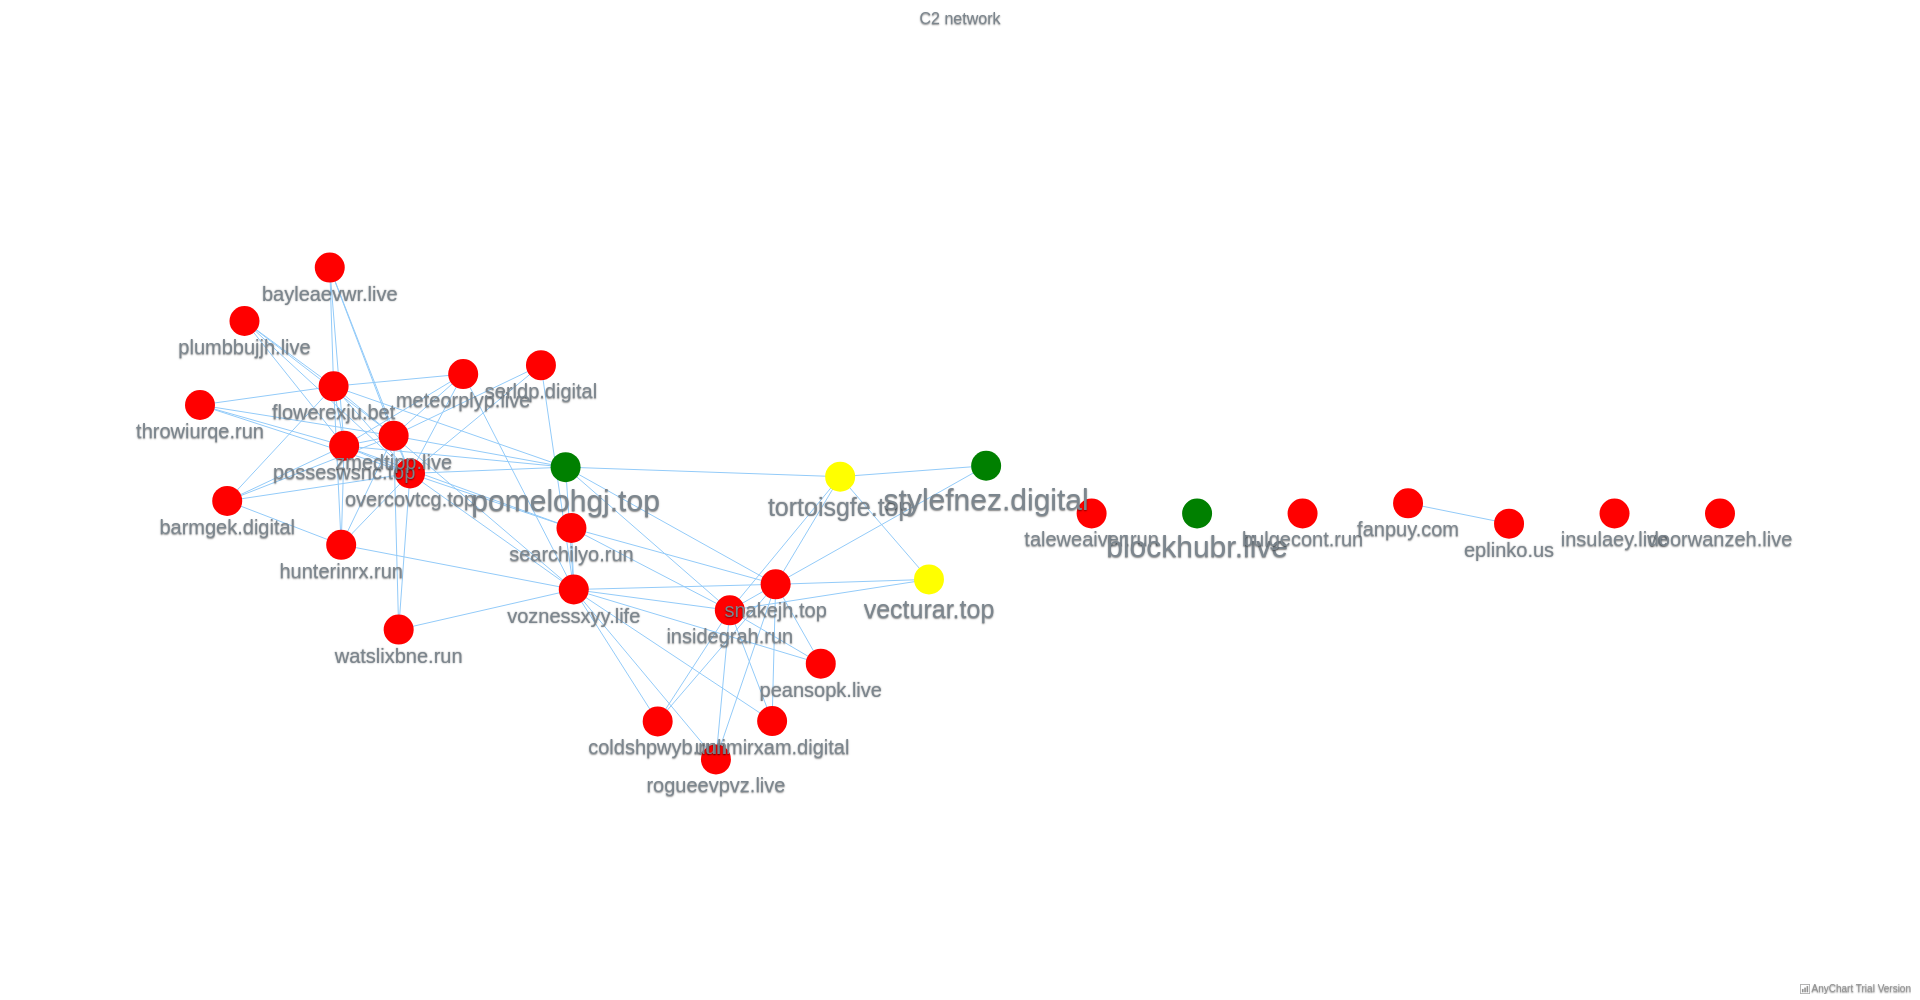 C2 network
bayleaevwr.live
plumbbujjh.live
serldp.digital
meteorplyp.live
flowerexju.bet
throwiurqe.run
zmedtipp.live
posseswsnc.top
overcovtcg.top
pomelohgj.top
tortoisgfe.top
stylefnez.digital
barmgek.digital
searchilyo.run
hunterinrx.run
taleweaivor.run
blockhubr.live
bulgecont.run
fanpuy.com
eplinko.us
insulaey.live
doorwanzeh.live
voznessxyy.life
snakejh.top
vecturar.top
insidegrah.run
watslixbne.run
peansopk.live
coldshpwyb.run
rogueevpvz.live
AnyChart Trial Version